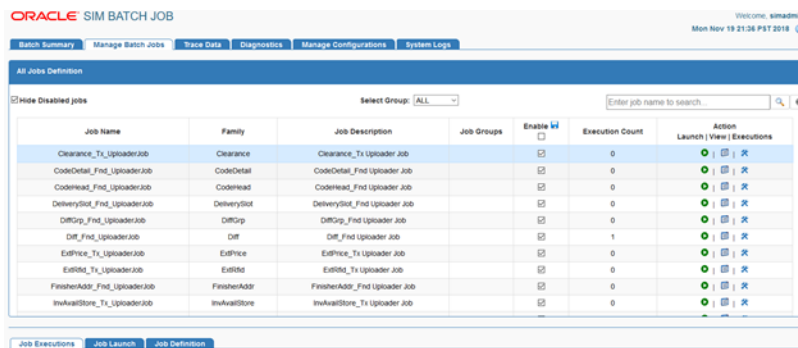 ORACLE SIM BATCH JOB
Welcome, simadmi
Mon Nov 19 21:36 PST 2018
Batch Summary Manage Batch Jobs Trace Data Diagnostics Manage Configurations System Logs
All Jobs Definition
Hide Disabled jobs Select Group: ALL Enter job name to search...
Job Name Family Job Description Job Groups Enable Execution Count Action
Launch | View | Executions
Clearance_Tx_UploaderJob Clearance Clearance_Tx Uploader Job 0
CodeDetail_Fnd_UploaderJob CodeDetail CodeDetail_Fnd Uploader Job 0
CodeHead_Fnd_UploaderJob CodeHead CodeHead_Fnd Uploader Job 0
DeliverySlot_Fnd_UploaderJob DeliverySlot DeliverySlot_Fnd Uploader Job 0
DiffGrp_Fnd_UploaderJob DiffGrp DiffGrp_Fnd Uploader Job 0
Diff_Fnd_UploaderJob Diff Diff_Fnd Uploader Job 1
ExtPrice_Tx_UploaderJob ExtPrice ExtPrice_Tx Uploader Job 0
ExtRfid_Tx_UploaderJob ExtRfid ExtRfid_Tx Uploader Job 0
FinisherAddr_Fnd_UploaderJob FinisherAddr FinisherAddr_Fnd Uploader Job 0
InvAvailStore_Tx_UploaderJob InvAvailStore InvAvailStore_Tx Uploader Job 0
Job Executions Job Launch Job Definition